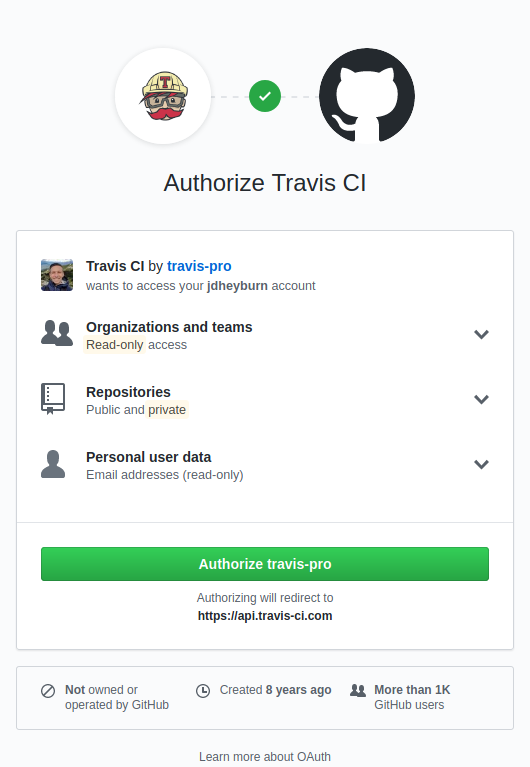 T
Authorize Travis CI
Travis CI by travis-pro
wants to access your jdheyburn account
Organizations and teams
Read-only access
Repositories
Public and private
Personal user data
Email addresses (read-only)
Authorize travis-pro
Authorizing will redirect to
https://api.travis-ci.com
Not owned or
operated by GitHub
Created 8 years ago
More than 1K
GitHub users
Learn more about OAuth